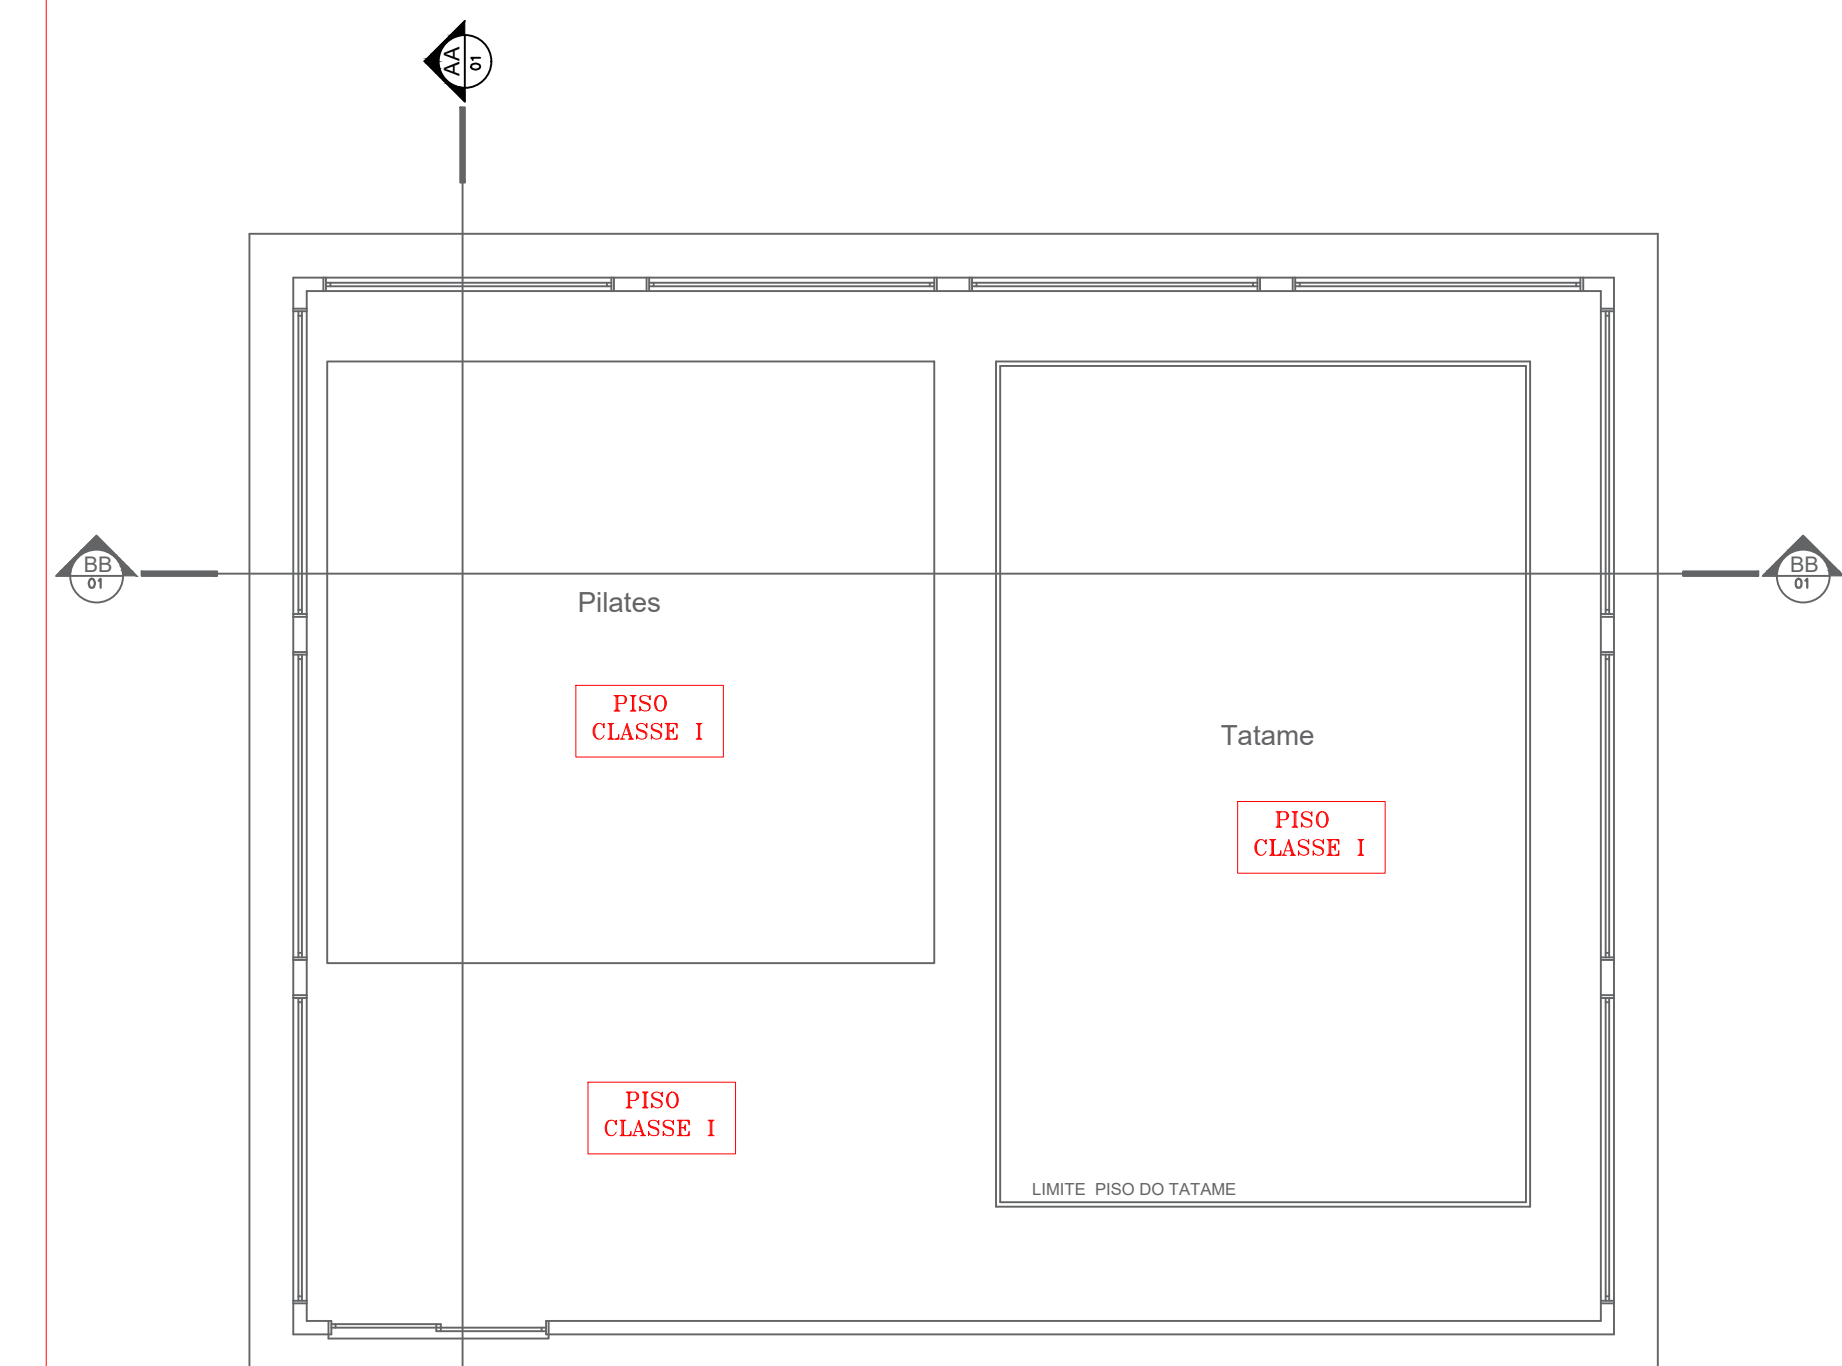 AA
01
BB
01
BB
01
Pilates
PISO
CLASSE I
Tatame
PISO
CLASSE I
PISO
CLASSE I
LIMITE PISO DO TATAME